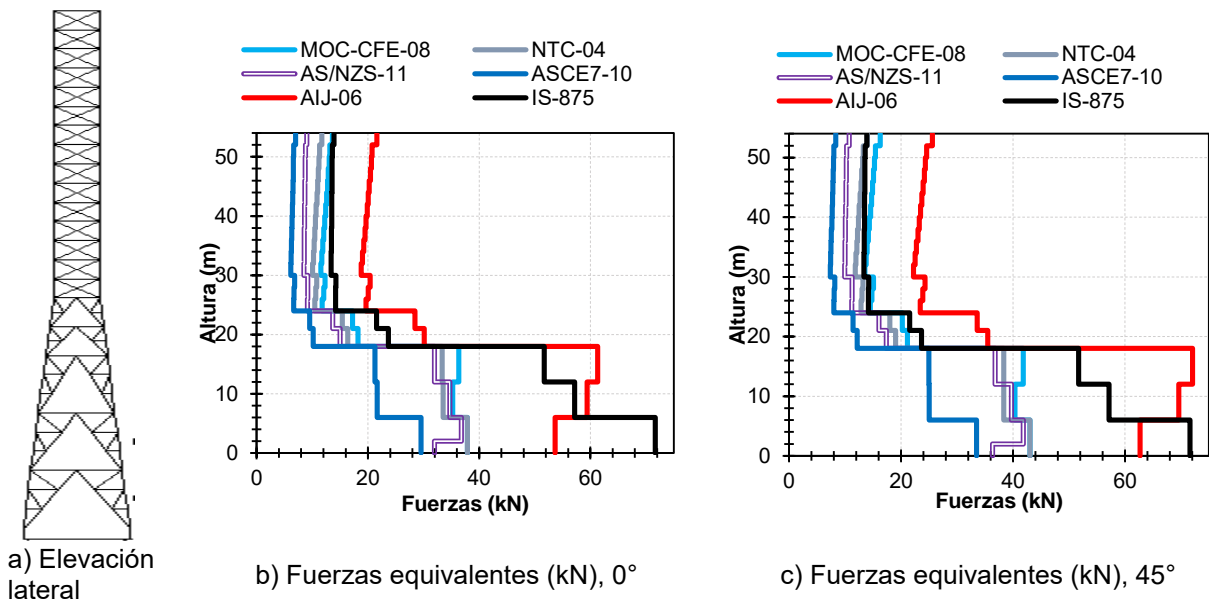 MOC-CFE-08 NTC-04
AS/NZS-11 ASCE7-10
AIJ-06 IS-875
50
40
30
20
10
0
Altura (m)
0 20 40 60
Fuerzas (kN)
MOC-CFE-08 NTC-04
AS/NZS-11 ASCE7-10
AIJ-06 IS-875
50
40
30
20
10
0
Altura (m)
0 20 40 60
Fuerzas (kN)
a) Elevación
lateral
b) Fuerzas equivalentes (kN), 0°
c) Fuerzas equivalentes (kN), 45°